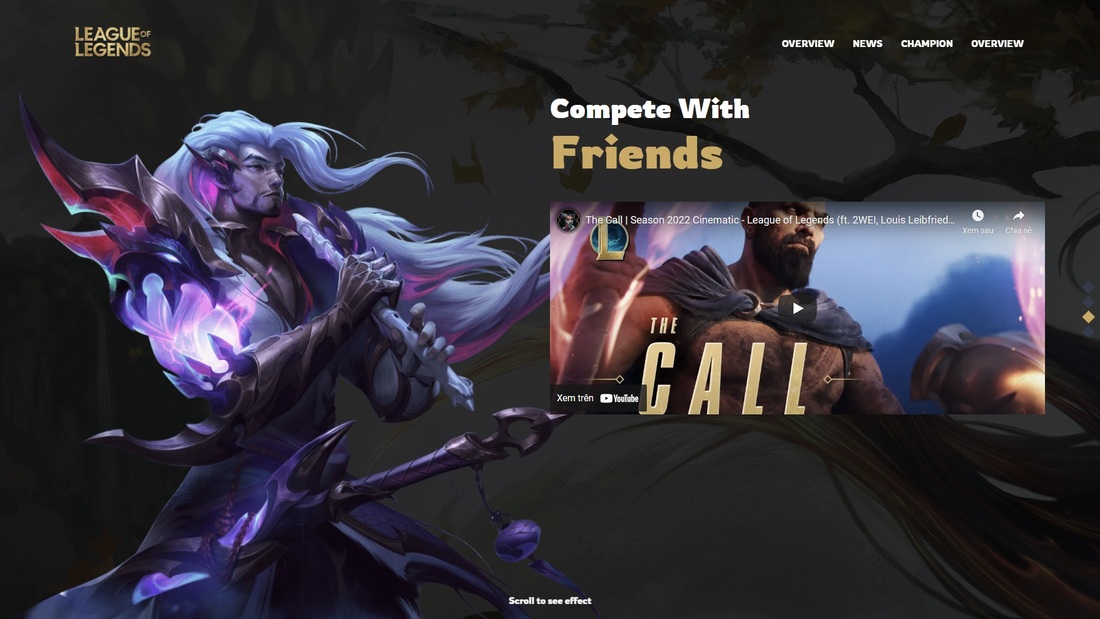 LEAGUE OF
LEGENDS
OVERVIEW NEWS CHAMPION OVERVIEW
Compete With
Friends
The Call | Season 2022 Cinematic - League of Legends (ft. 2WEI, Louis Leibfried…
Xem sau Chia sẻ
THE
CALL
Xem trên YouTube
Scroll to see effect